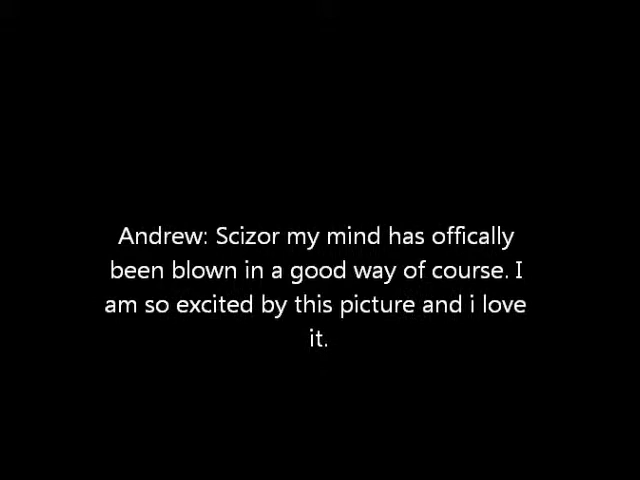 Andrew: Scizor my mind has offically
been blown in a good way of course. I
am so excited by this picture and i love
it.